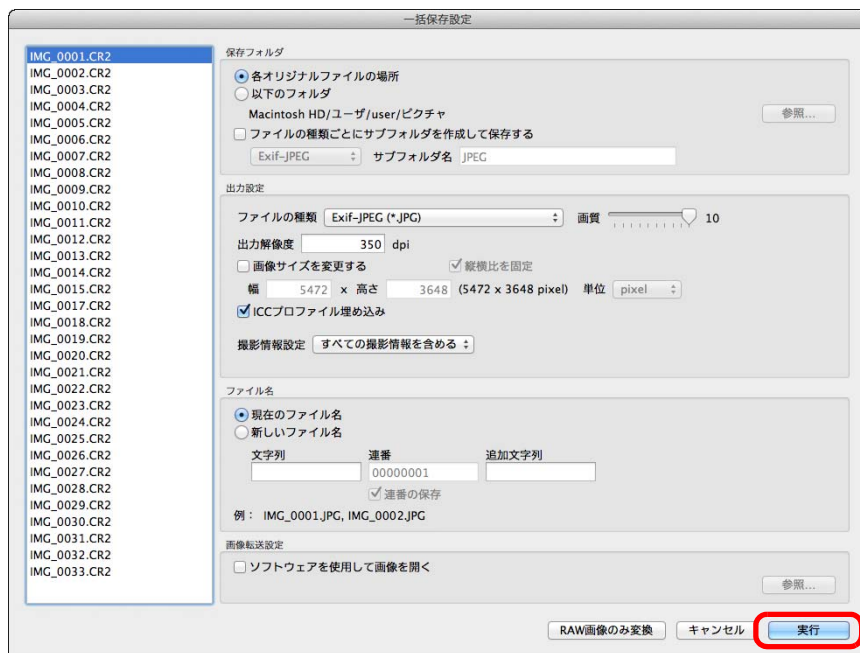 一括保存設定
IMG_0001.CR2
IMG_0002.CR2
IMG_0003.CR2
IMG_0004.CR2
IMG_0005.CR2
IMG_0006.CR2
IMG_0007.CR2
IMG_0008.CR2
IMG_0009.CR2
IMG_0010.CR2
IMG_0011.CR2
IMG_0012.CR2
IMG_0013.CR2
IMG_0014.CR2
IMG_0015.CR2
IMG_0017.CR2
IMG_0018.CR2
IMG_0019.CR2
IMG_0020.CR2
IMG_0021.CR2
IMG_0022.CR2
IMG_0023.CR2
IMG_0024.CR2
IMG_0025.CR2
IMG_0026.CR2
IMG_0027.CR2
IMG_0028.CR2
IMG_0029.CR2
IMG_0030.CR2
IMG_0031.CR2
IMG_0032.CR2
IMG_0033.CR2
保存フォルダ
各オリジナルファイルの場所
以下のフォルダ
Macintosh HD/ユーザ/user/ピクチャ 参照...
ファイルの種類ごとにサブフォルダを作成して保存する
Exif-JPEG サブフォルダ名 JPEG
出力設定
ファイルの種類 Exif-JPEG (*.JPG) 画質 10
出力解像度 350 dpi
画像サイズを変更する 縦横比を固定
幅 5472 x 高さ 3648 (5472 x 3648 pixel) 単位 pixel
ICCプロファイル埋め込み
撮影情報設定 すべての撮影情報を含める
ファイル名
現在のファイル名
新しいファイル名
文字列 連番 追加文字列
00000001
連番の保存
例： IMG_0001.JPG, IMG_0002.JPG
画像転送設定
ソフトウェアを使用して画像を開く
参照...
RAW画像のみ変換 キャンセル 実行